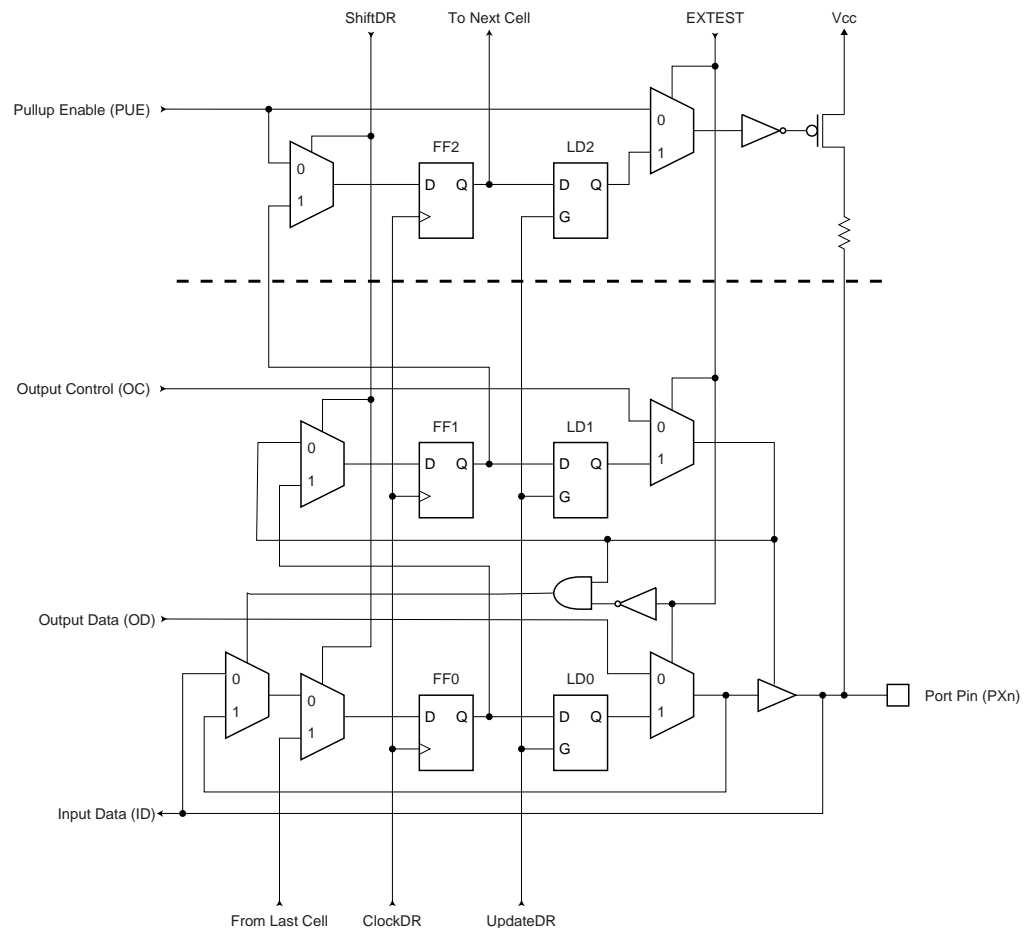 ShiftDR To Next Cell EXTEST Vcc
Pullup Enable (PUE)
0
1
FF2
D Q
LD2
D Q
G
0
1
Output Control (OC)
0
1
FF1
D Q
LD1
D Q
G
0
1
Output Data (OD)
0
1
0
1
FF0
D Q
LD0
D Q
G
0
1
Port Pin (PXn)
Input Data (ID)
From Last Cell ClockDR UpdateDR